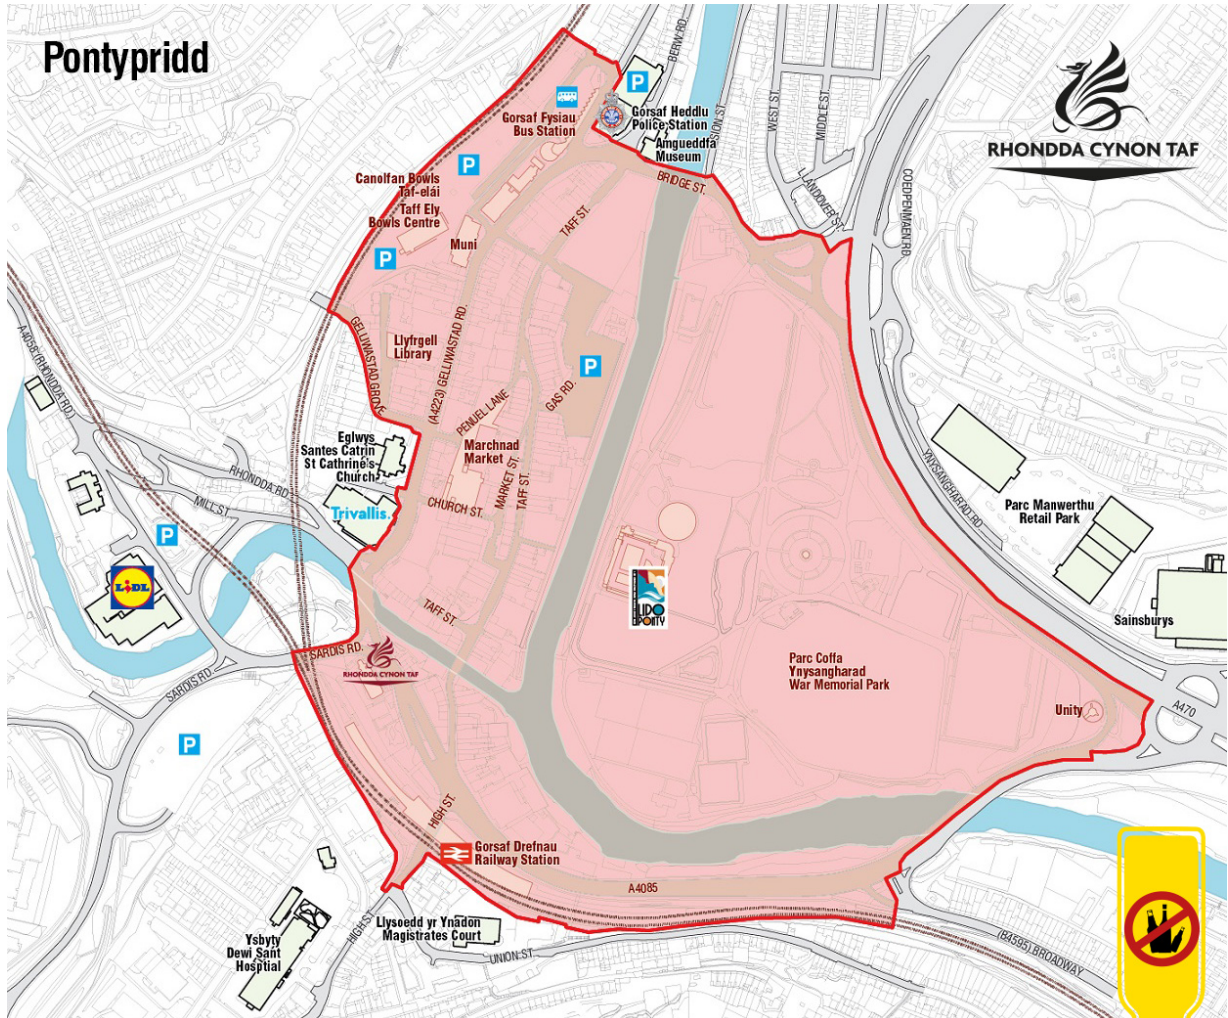 Pontypridd
RHONDDA CYNON TAF
BERW RD.
P
Gorsaf Heddlu
Police Station
Gorsaf Fysiau
Bus Station
Amgueddfa
Museum
SION ST.
WEST ST.
MIDDLE ST.
LLANDOVER ST.
COEDPENMAEN RD.
BRIDGE ST.
P
Canolfan Bowls
Taf-elái
Taff Ely
Bowls Centre
Muni
TAFF ST.
P
GELLIWASTAD GROVE
Llyfrgell
Library
(A4223) GELLIWASTAD RD.
P
GAS RD.
PENUEL LANE
A4058 (RHONDDA RD.)
Eglwys
Santes Catrin
St Cathrine's
Church
Marchnad
Market
MARKET ST.
TAFF ST.
CHURCH ST.
RHONDDA RD.
MILL ST.
Trivallis.
P
LIDL
YNYSANGHARAD RD
Parc Manwerthu
Retail Park
Sainsburys
LIDO
PONTY
TAFF ST.
SARDIS RD.
RHONDDA CYNON TAF
SARDIS RD.
Parc Coffa
Ynysangharad
War Memorial Park
Unity
A470
P
HIGH ST.
Gorsaf Drefnau
Railway Station
A4085
Llysoedd yr Ynadon
Magistrates Court
HIGH ST.
UNION ST.
Ysbyty
Dewi Sant
Hosptial
(B4595) BROADWAY